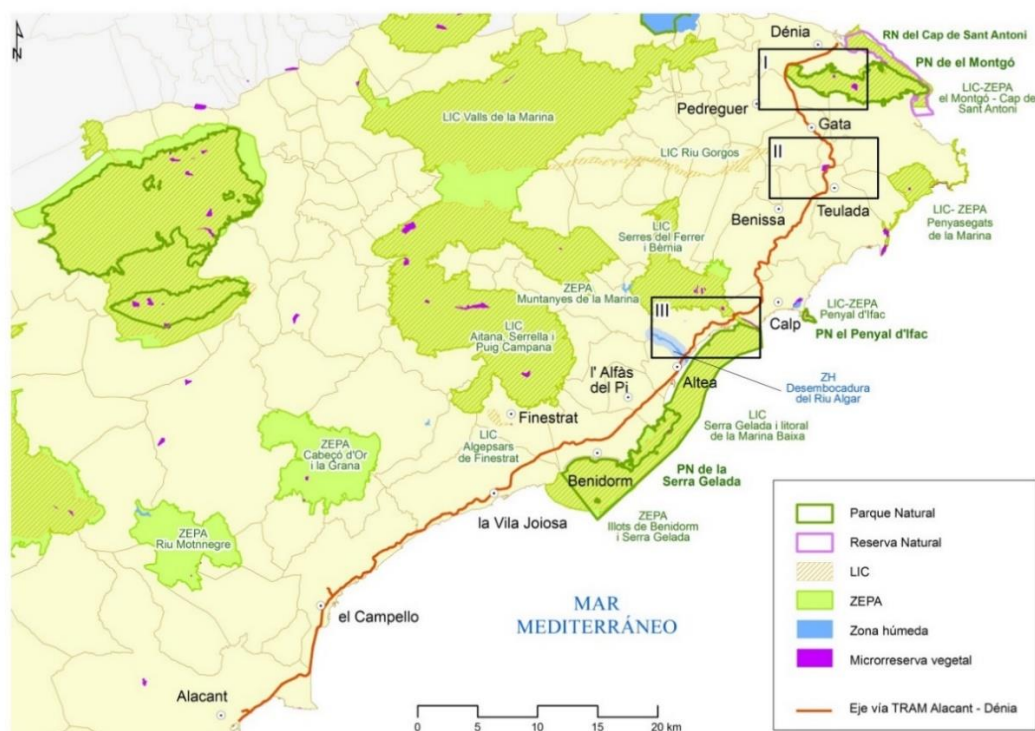 N
Dénia
RN del Cap de Sant Antoni
PN de el Montgó
I
LIC-ZEPA
el Montgó - Cap de
Sant Antoni
Pedreguer
LIC Valls de la Marina
Gata
LIC Riu Gorgos
II
Teulada
Benissa
LIC- ZEPA
Penyasegats
de la Marina
LIC
Serres del Ferrer
i Bèrnia
ZEPA
Muntanyes de la Marina
III
Calp
LIC-ZEPA
Penyal d'Ifac
PN el Penyal d'Ifac
LIC
Aitana, Serrella i
Puig Campana
l' Alfàs
del Pi
Altea
ZH
Desembocadura
del Riu Algar
Finestrat
LIC
Serra Gelada i litoral
de la Marina Baixa
LIC
Algepsars
de Finestrat
ZEPA
Cabeçó d'Or
i la Grana
Benidorm
PN de la
Serra Gelada
la Vila Joiosa
ZEPA
Illots de Benidorm
i Serra Gelada
ZEPA
Riu Motnnegre
el Campello
MAR
MEDITERRÁNEO
Alacant
0 5 10 15 20 km
Parque Natural
Reserva Natural
LIC
ZEPA
Zona húmeda
Microrreserva vegetal
Eje vía TRAM Alacant - Dénia